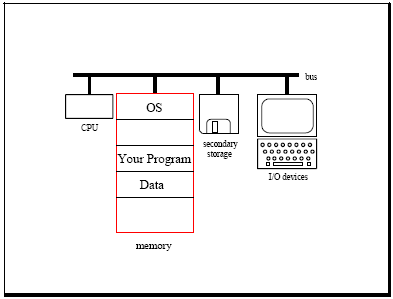 bus
OS
CPU
secondary
storage
Your Program
Data
I/O devices
memory